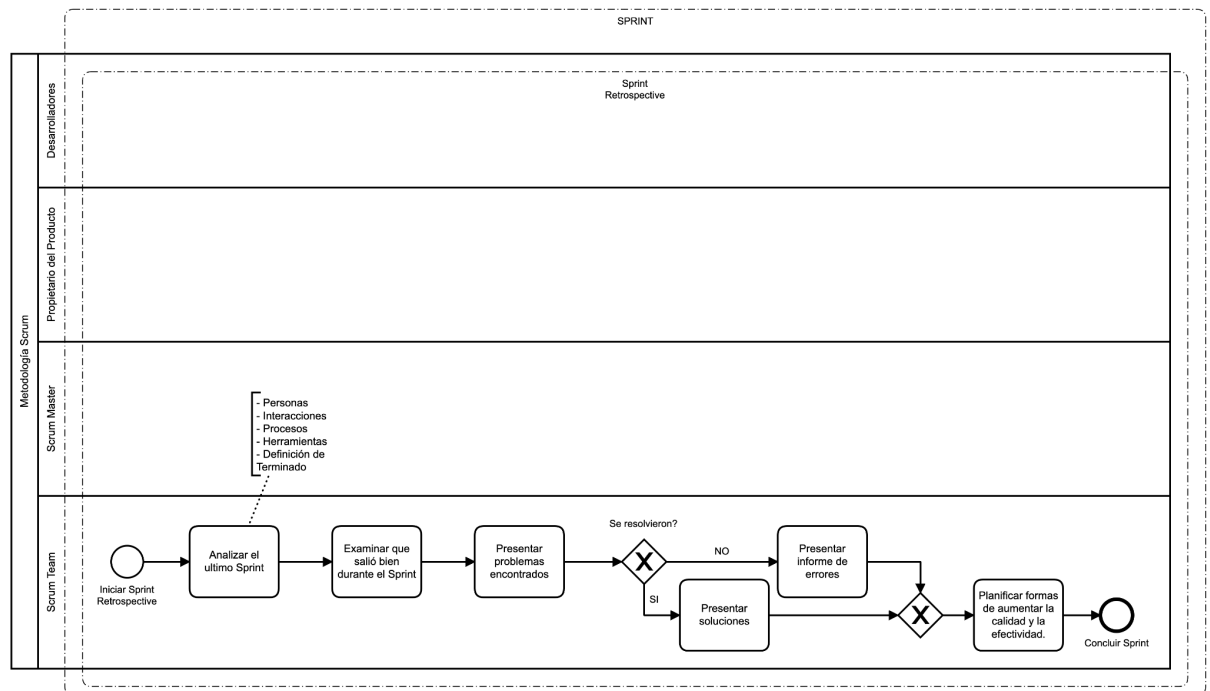 SPRINT
Sprint
Retrospective
Metodología Scrum
Desarrolladores
Propietario del Producto
Scrum Master
- Personas
- Interacciones
- Procesos
- Herramientas
- Definición de
Terminado
Scrum Team
Iniciar Sprint
Retrospective
Analizar el
ultimo Sprint
Examinar que
salió bien
durante el Sprint
Presentar
problemas
encontrados
Se resolvieron?
X
NO
Presentar
informe de
errores
SI
Presentar
soluciones
X
Planificar formas
de aumentar la
calidad y la
efectividad.
Concluir Sprint